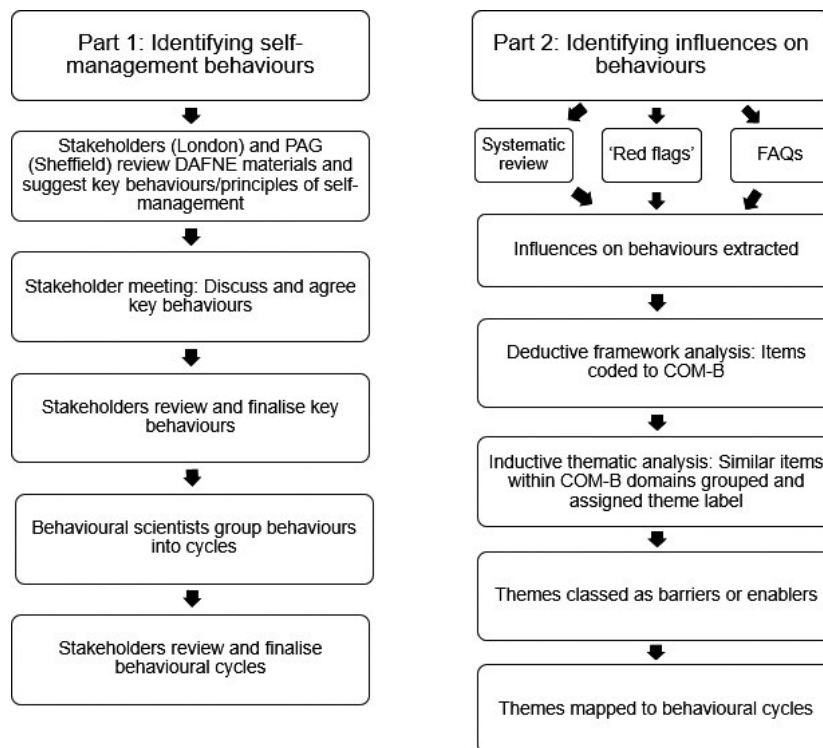 Part 1: Identifying self-
management behaviours
Stakeholders (London) and PAG
(Sheffield) review DAFNE materials and
suggest key behaviours/principles of self-
management
Stakeholder meeting: Discuss and agree
key behaviours
Stakeholders review and finalise key
behaviours
Behavioural scientists group behaviours
into cycles
Stakeholders review and finalise
behavioural cycles
Part 2: Identifying influences on
behaviours
Systematic
review
‘Red flags’
FAQs
Influences on behaviours extracted
Deductive framework analysis: Items
coded to COM-B
Inductive thematic analysis: Similar items
within COM-B domains grouped and
assigned theme label
Themes classed as barriers or enablers
Themes mapped to behavioural cycles